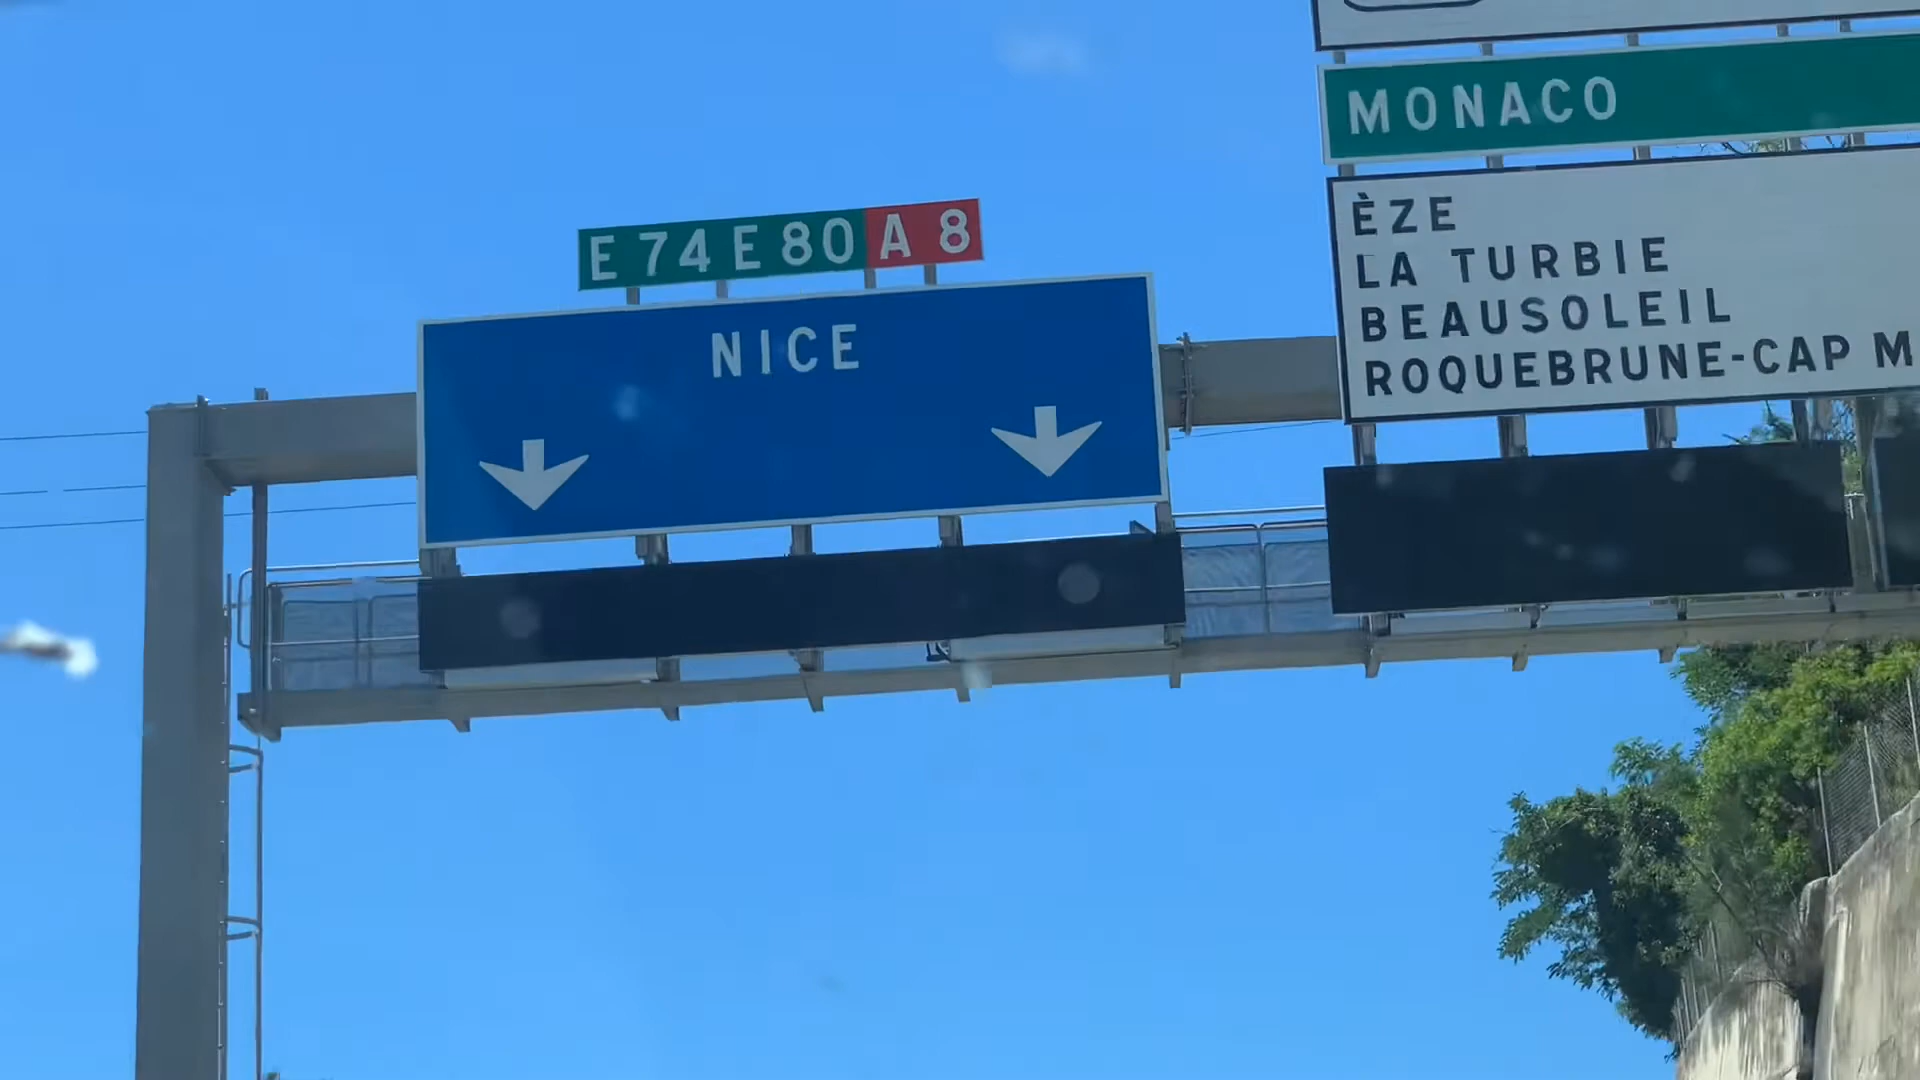 E 74 E 80 A 8
NICE
MONACO
ÈZE
LA TURBIE
BEAUSOLEIL
ROQUEBRUNE-CAP M